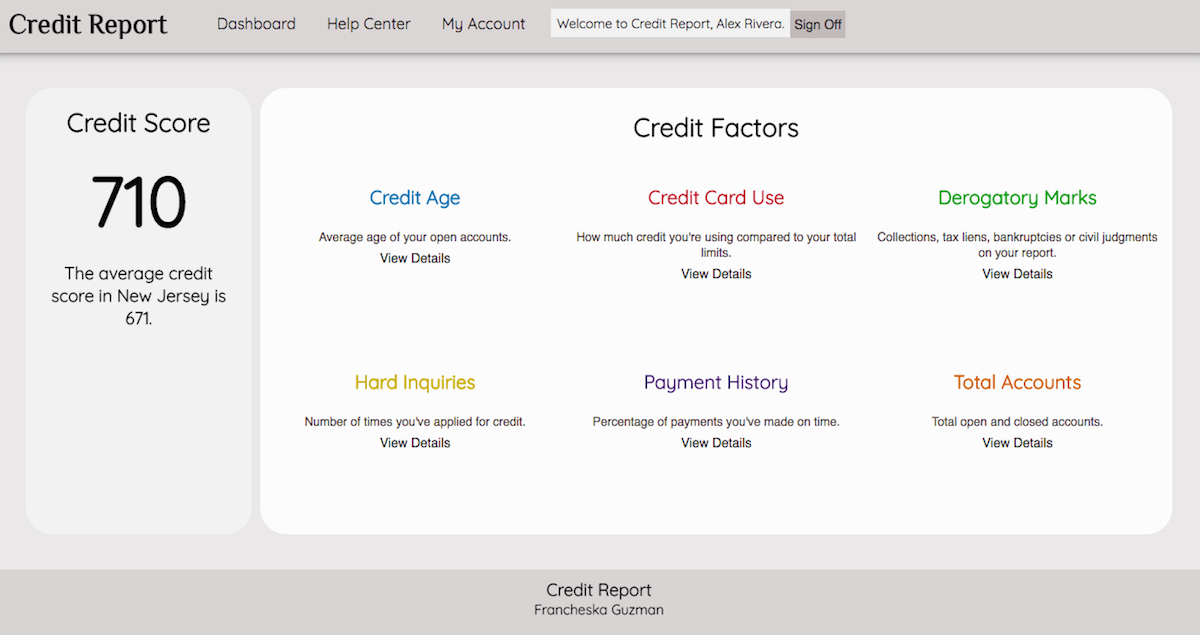 Credit Report
Dashboard
Help Center
My Account
Welcome to Credit Report, Alex Rivera.
Sign Off
Credit Score
710
The average credit
score in New Jersey is
671.
Credit Factors
Credit Age
Average age of your open accounts.
View Details
Credit Card Use
How much credit you're using compared to your total
limits.
View Details
Derogatory Marks
Collections, tax liens, bankruptcies or civil judgments
on your report.
View Details
Hard Inquiries
Number of times you've applied for credit.
View Details
Payment History
Percentage of payments you've made on time.
View Details
Total Accounts
Total open and closed accounts.
View Details
Credit Report
Francheska Guzman